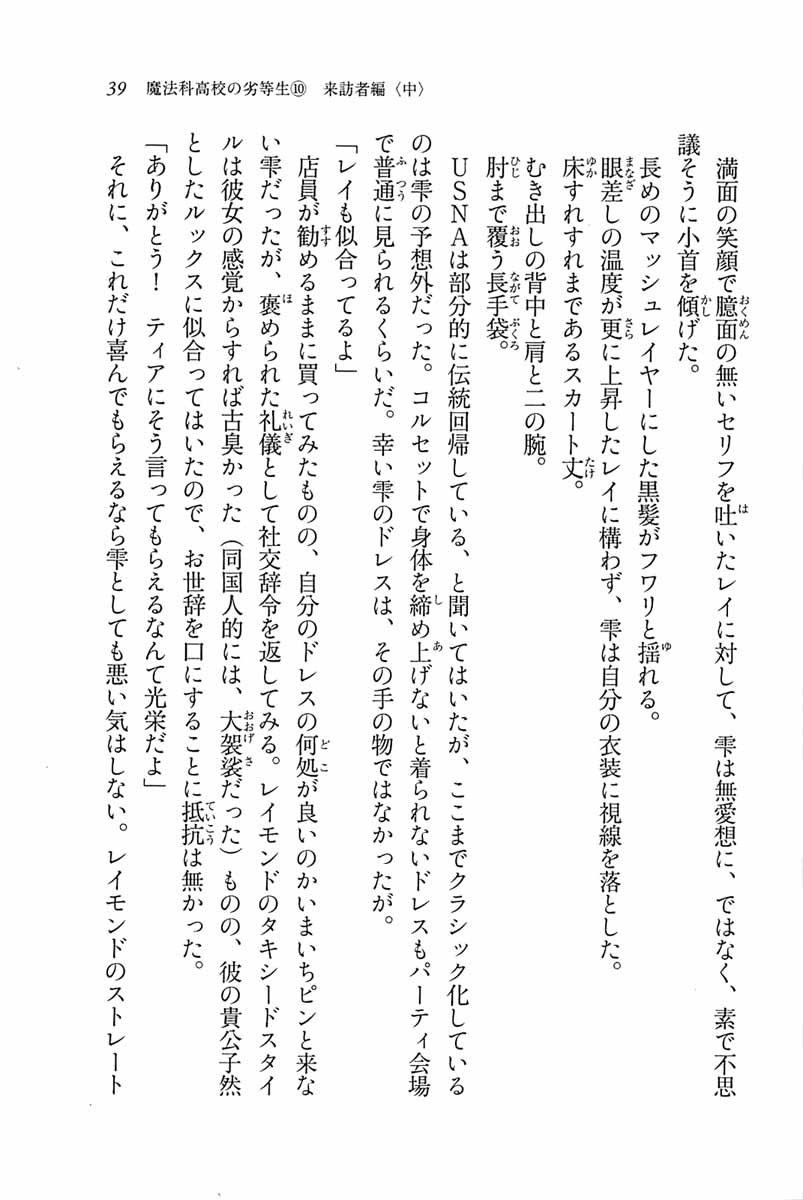 39　魔法科高校の劣等生⑩　来訪者編〈中〉
　満面の笑顔で臆面の無いセリフを吐いたレイに対して、雫は無愛想に、ではなく、素で不思
議そうに小首を傾げた。
　長めのマッシュレイヤーにした黒髪がフワリと揺れる。
　眼差しの温度が更に上昇したレイに構わず、雫は自分の衣装に視線を落とした。
　床すれすれまであるスカート丈。
　むき出しの背中と肩と二の腕。
　肘まで覆う長手袋。
　ＵＳＮＡは部分的に伝統回帰している、と聞いてはいたが、ここまでクラシック化している
のは雫の予想外だった。コルセットで身体を締め上げないと着られないドレスもパーティ会場
で普通に見られるくらいだ。幸い雫のドレスは、その手の物ではなかったが。
「レイも似合ってるよ」
　店員が勧めるままに買ってみたものの、自分のドレスの何処が良いのかいまいちピンと来な
い雫だったが、褒められた礼儀として社交辞令を返してみる。レイモンドのタキシードスタイ
ルは彼女の感覚からすれば古臭かった（同国人的には、大袈裟だった）ものの、彼の貴公子然
としたルックスに似合ってはいたので、お世辞を口にすることに抵抗は無かった。
「ありがとう！　ティアにそう言ってもらえるなんて光栄だよ」
　それに、これだけ喜んでもらえるなら雫としても悪い気はしない。レイモンドのストレート